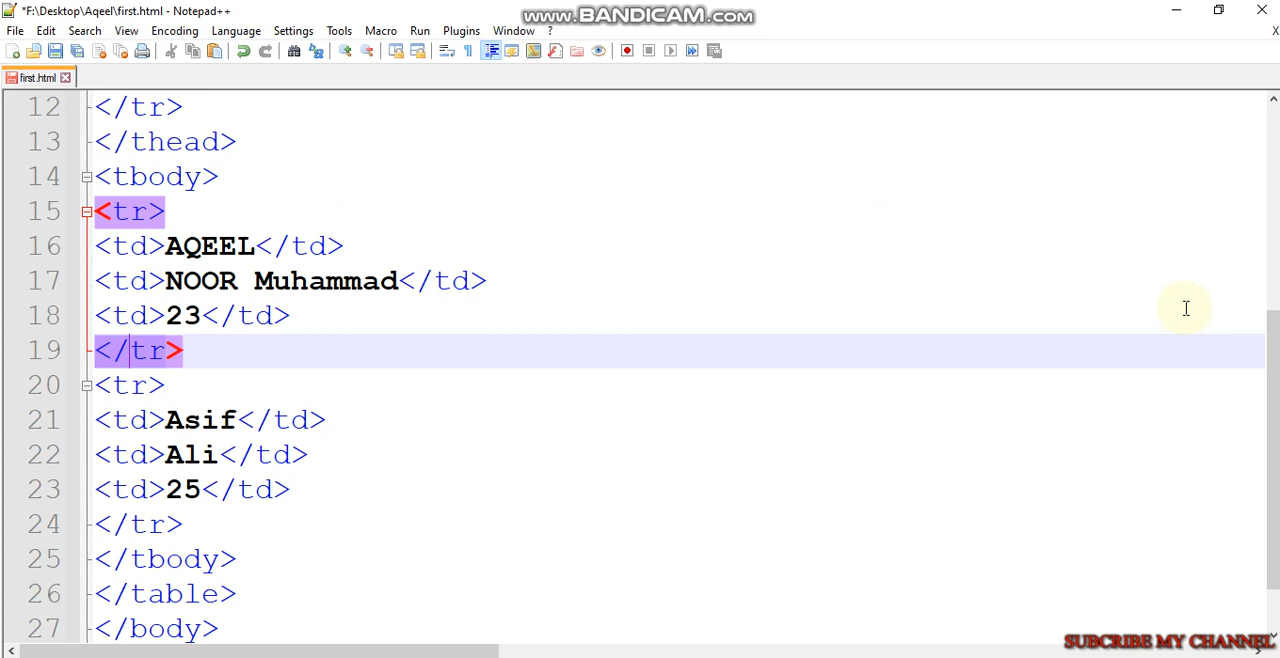 *F:\Desktop\Aqeel\first.html - Notepad++
www.BANDICAM.com
File Edit Search View Encoding Language Settings Tools Macro Run Plugins Window ? X
first.html
12 </tr>
13 </thead>
14 <tbody>
15 <tr>
16 <td>AQEEL</td>
17 <td>NOOR Muhammad</td>
18 <td>23</td>
19 </tr>
20 <tr>
21 <td>Asif</td>
22 <td>Ali</td>
23 <td>25</td>
24 </tr>
25 </tbody>
26 </table>
27 </body>
SUBCRIBE MY CHANNEL